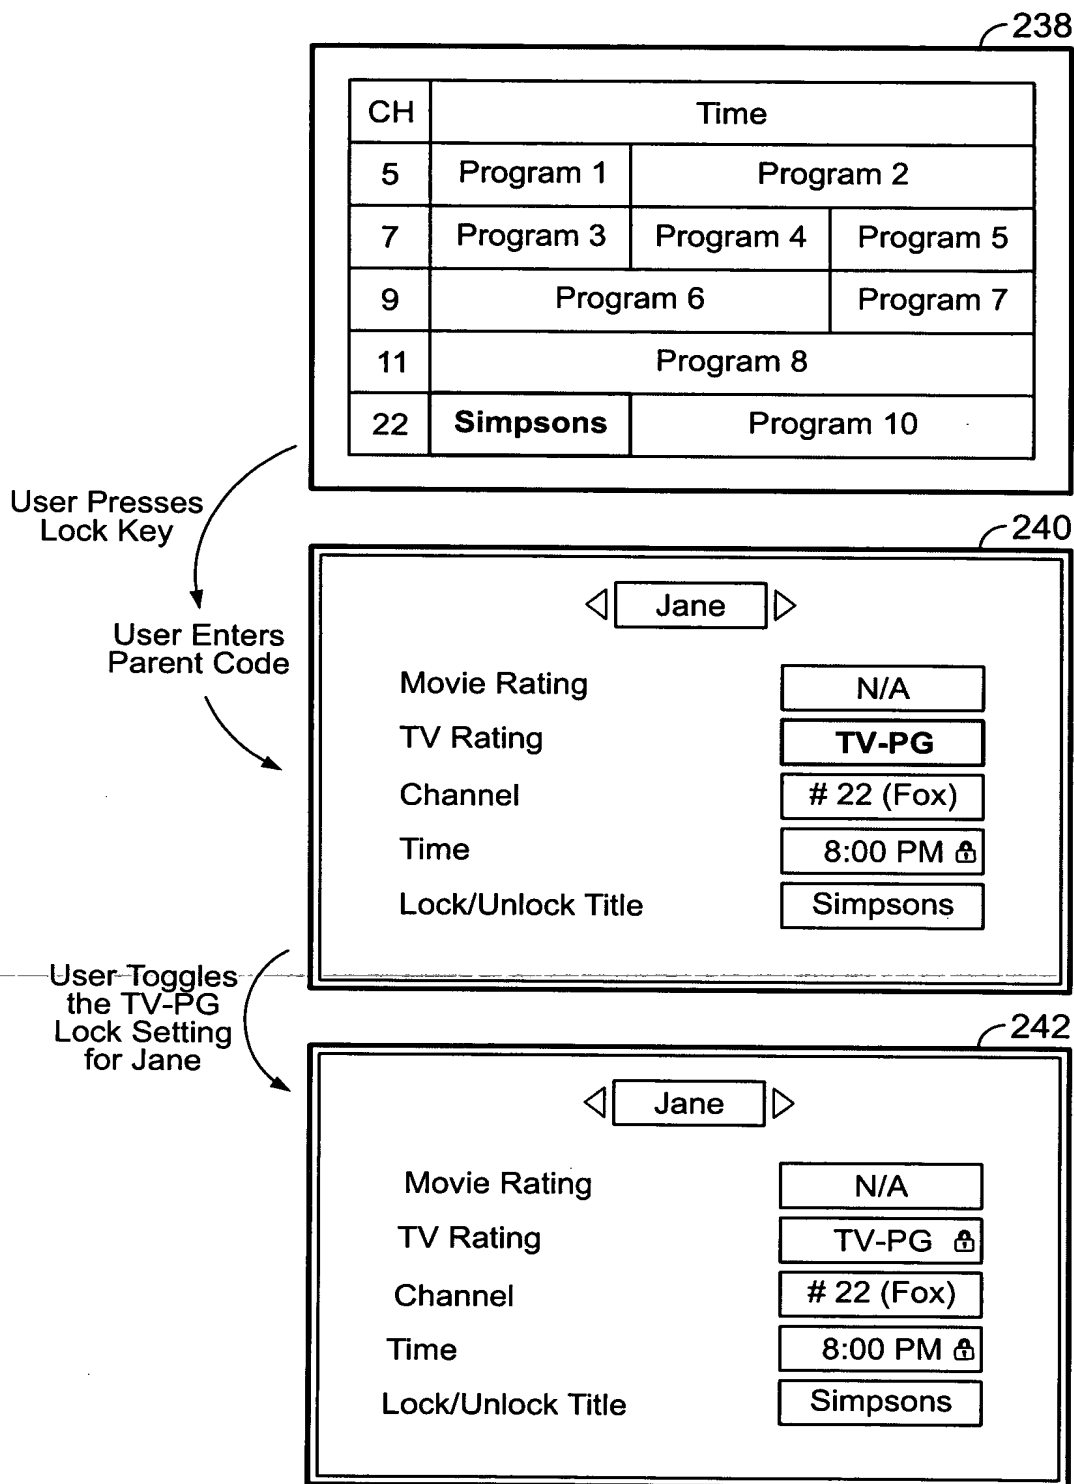 238
CH Time
5 Program 1 Program 2
7 Program 3 Program 4 Program 5
9 Program 6 Program 7
11 Program 8
22 Simpsons Program 10
User Presses
Lock Key
User Enters
Parent Code
240
Jane
Movie Rating N/A
TV Rating TV-PG
Channel # 22 (Fox)
Time 8:00 PM
Lock/Unlock Title Simpsons
User Toggles
the TV-PG
Lock Setting
for Jane
242
Jane
Movie Rating N/A
TV Rating TV-PG
Channel # 22 (Fox)
Time 8:00 PM
Lock/Unlock Title Simpsons